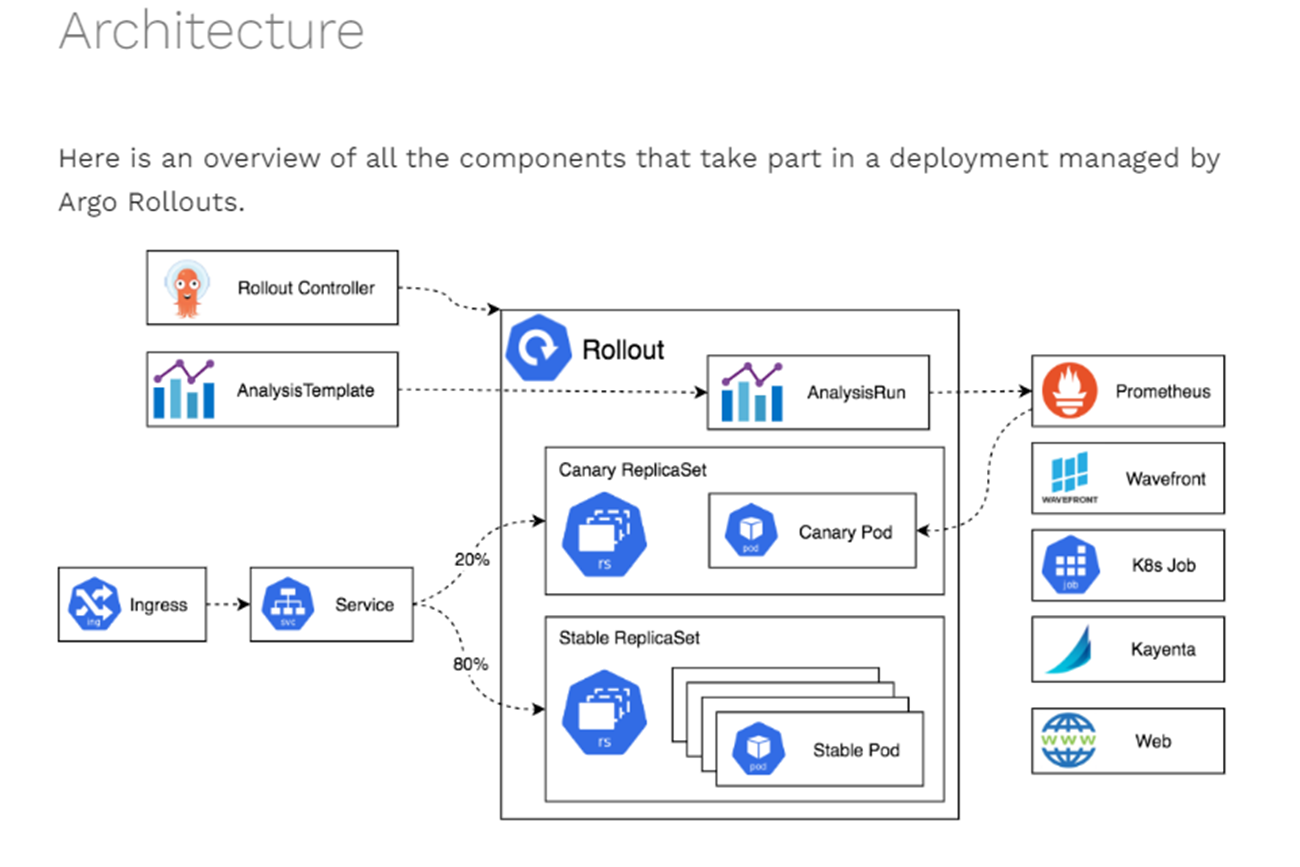 Architecture
Here is an overview of all the components that take part in a deployment managed by
Argo Rollouts.
Rollout Controller
Rollout
AnalysisTemplate
AnalysisRun
Prometheus
Canary ReplicaSet
Wavefront
WAVEFRONT
Canary Pod
pod
rs
20%
K8s Job
job
Ingress
ing
Service
svc
80%
Stable ReplicaSet
Kayenta
rs
Stable Pod
pod
WWW
Web